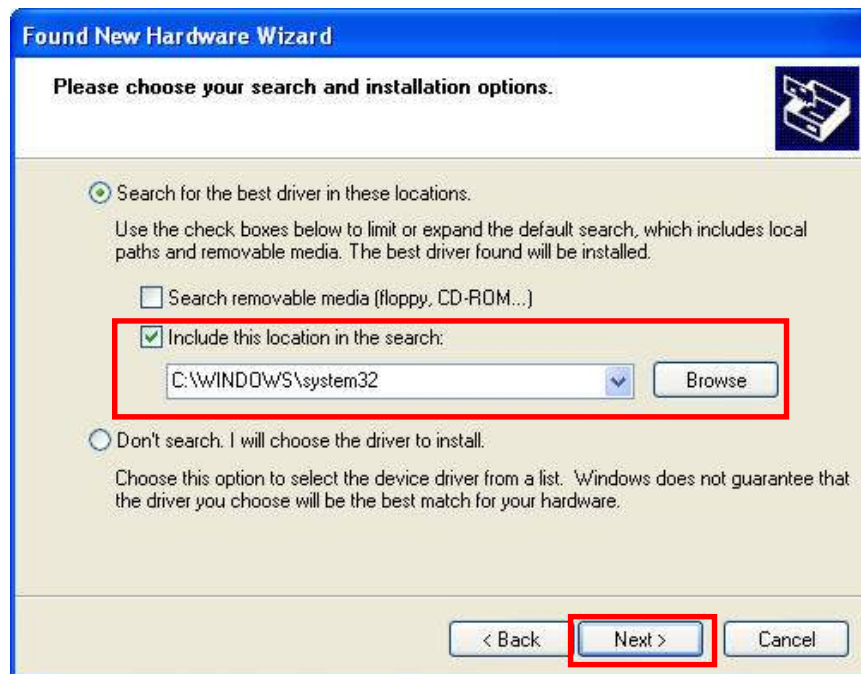 Found New Hardware Wizard
Please choose your search and installation options.
Search for the best driver in these locations.
Use the check boxes below to limit or expand the default search, which includes local
paths and removable media. The best driver found will be installed.
Search removable media (floppy, CD-ROM...)
Include this location in the search:
C:\WINDOWS\system32
Browse
Don't search. I will choose the driver to install.
Choose this option to select the device driver from a list. Windows does not guarantee that
the driver you choose will be the best match for your hardware.
< Back
Next >
Cancel